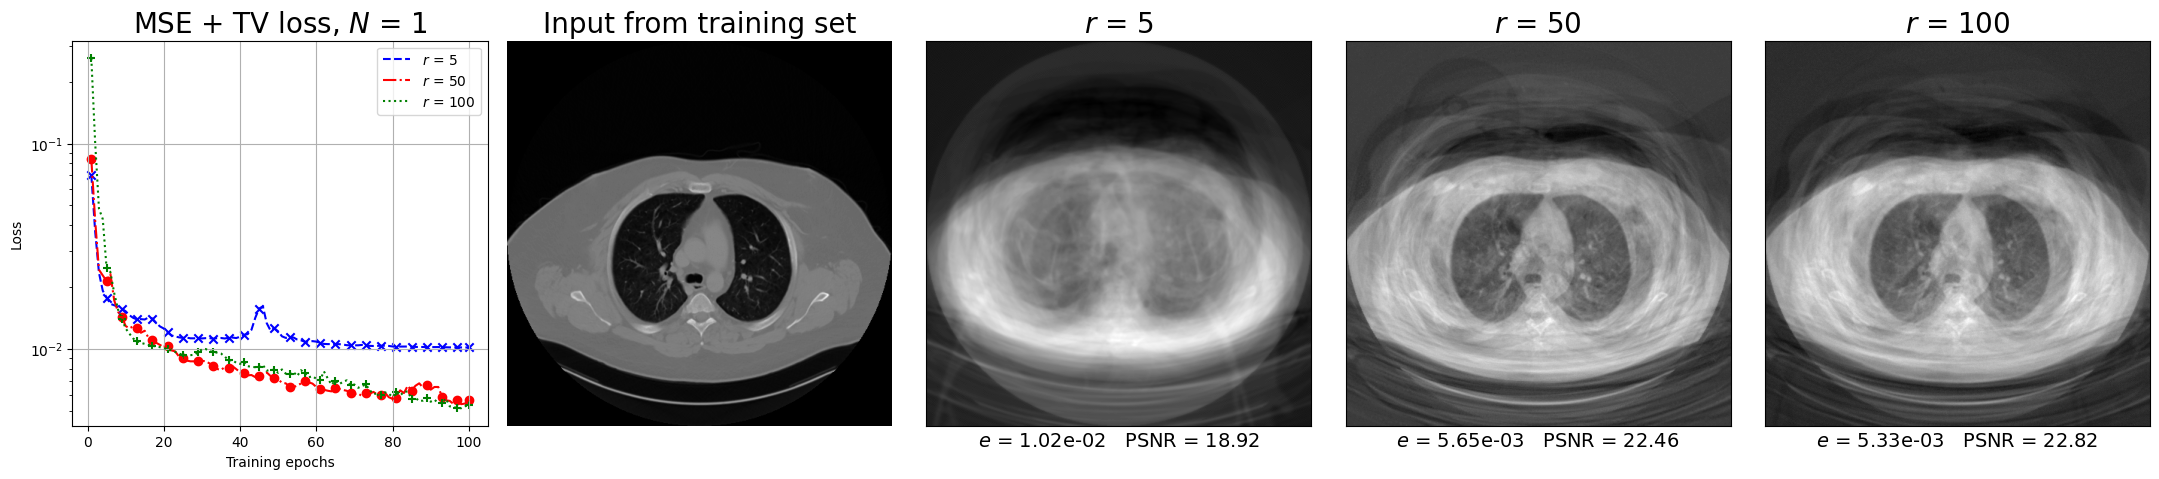 MSE + TV loss, N = 1
r = 5
r = 50
r = 100
10⁻¹
10⁻²
Loss
0 20 40 60 80 100
Training epochs
Input from training set
r = 5
e = 1.02e-02 PSNR = 18.92
r = 50
e = 5.65e-03 PSNR = 22.46
r = 100
e = 5.33e-03 PSNR = 22.82